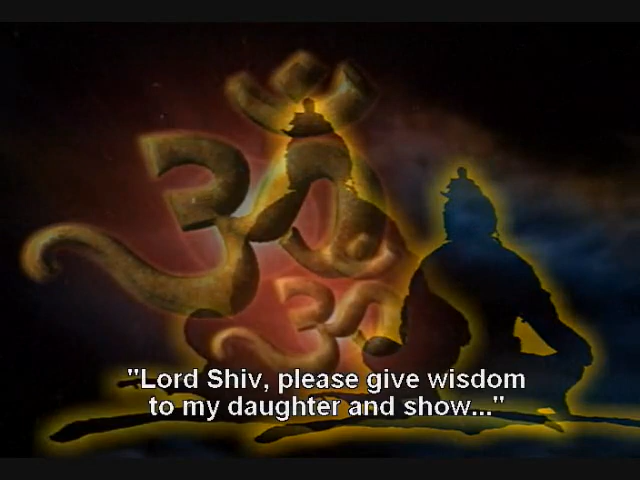 ॐ
ॐ
"Lord Shiv, please give wisdom
to my daughter and show..."